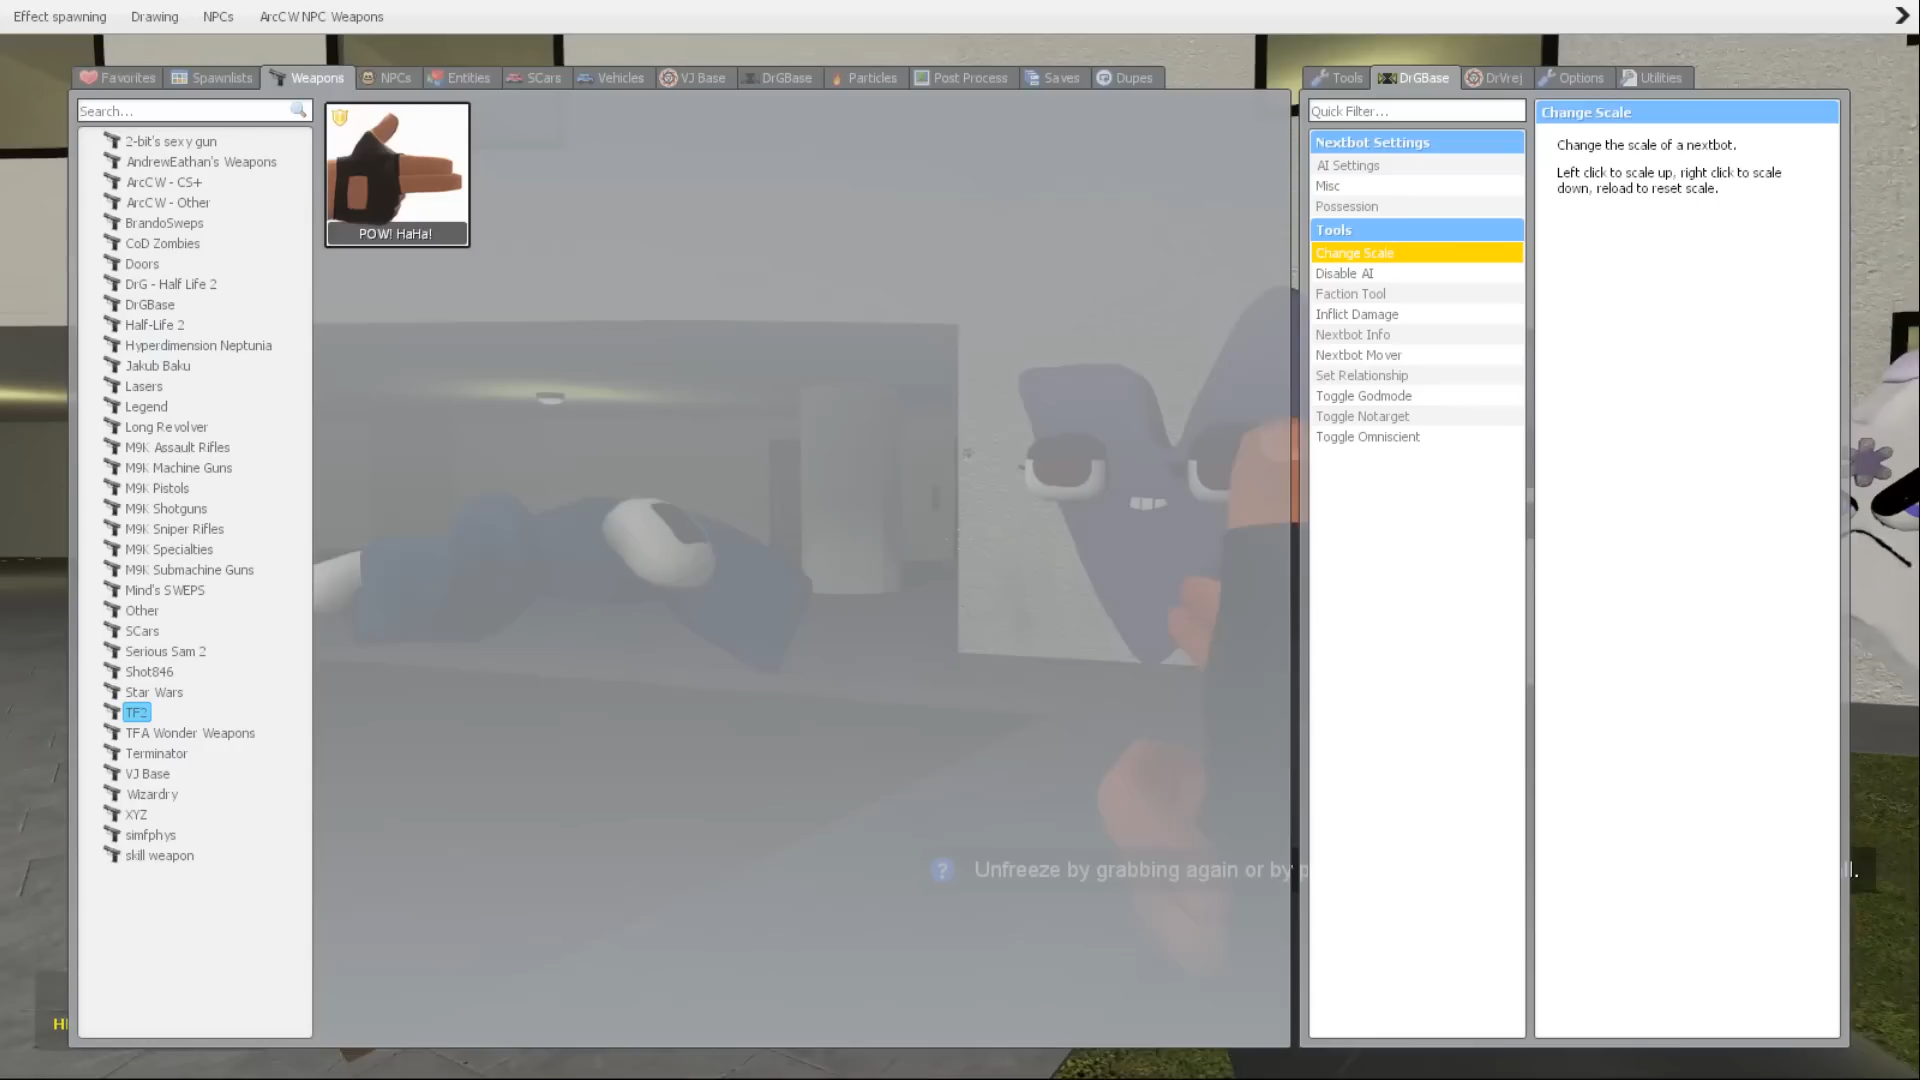 Effect spawning Drawing NPCs ArcCW NPC Weapons
Favorites Spawnlists Weapons NPCs Entities SCars Vehicles VJ Base DrGBase Particles Post Process Saves Dupes
Tools DrGBase DrVrej Options Utilities
Search...
2-bit's sexy gun
AndrewEathan's Weapons
ArcCW - CS+
ArcCW - Other
BrandoSweps
CoD Zombies
Doors
DrG - Half Life 2
DrGBase
Half-Life 2
Hyperdimension Neptunia
Jakub Baku
Lasers
Legend
Long Revolver
M9K Assault Rifles
M9K Machine Guns
M9K Pistols
M9K Shotguns
M9K Sniper Rifles
M9K Specialties
M9K Submachine Guns
Mind's SWEPS
Other
SCars
Serious Sam 2
Shot846
Star Wars
TF2
TFA Wonder Weapons
Terminator
VJ Base
Wizardry
XYZ
simfphys
skill weapon
POW! HaHa!
Unfreeze by grabbing again or by
Quick Filter...
Nextbot Settings
AI Settings
Misc
Possession
Tools
Change Scale
Disable AI
Faction Tool
Inflict Damage
Nextbot Info
Nextbot Mover
Set Relationship
Toggle Godmode
Toggle Notarget
Toggle Omniscient
Change Scale
Change the scale of a nextbot.
Left click to scale up, right click to scale
down, reload to reset scale.